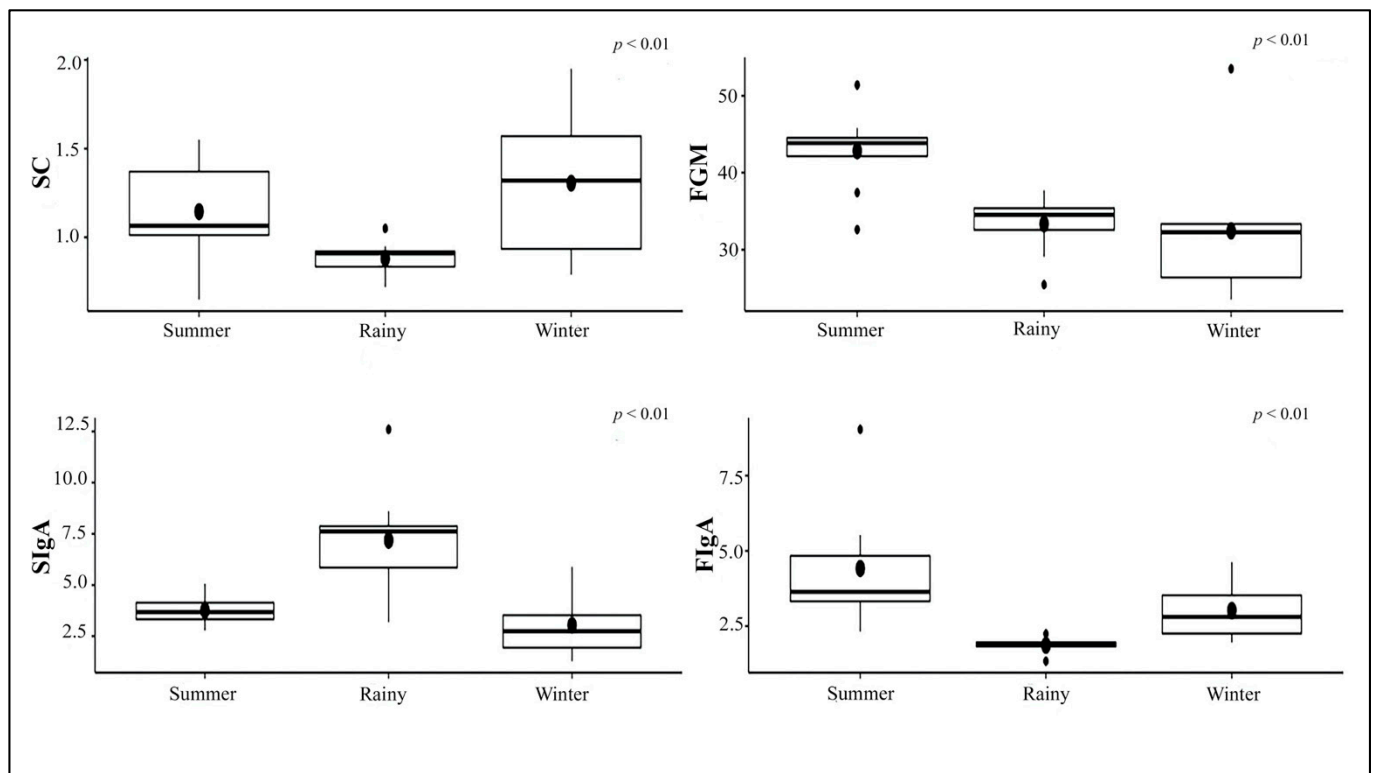 p < 0.01
2.0
1.5
1.0
SC
Summer Rainy Winter
p < 0.01
50
40
30
FGM
Summer Rainy Winter
p < 0.01
12.5
10.0
7.5
5.0
2.5
SIgA
Summer Rainy Winter
p < 0.01
7.5
5.0
2.5
FIgA
Summer Rainy Winter